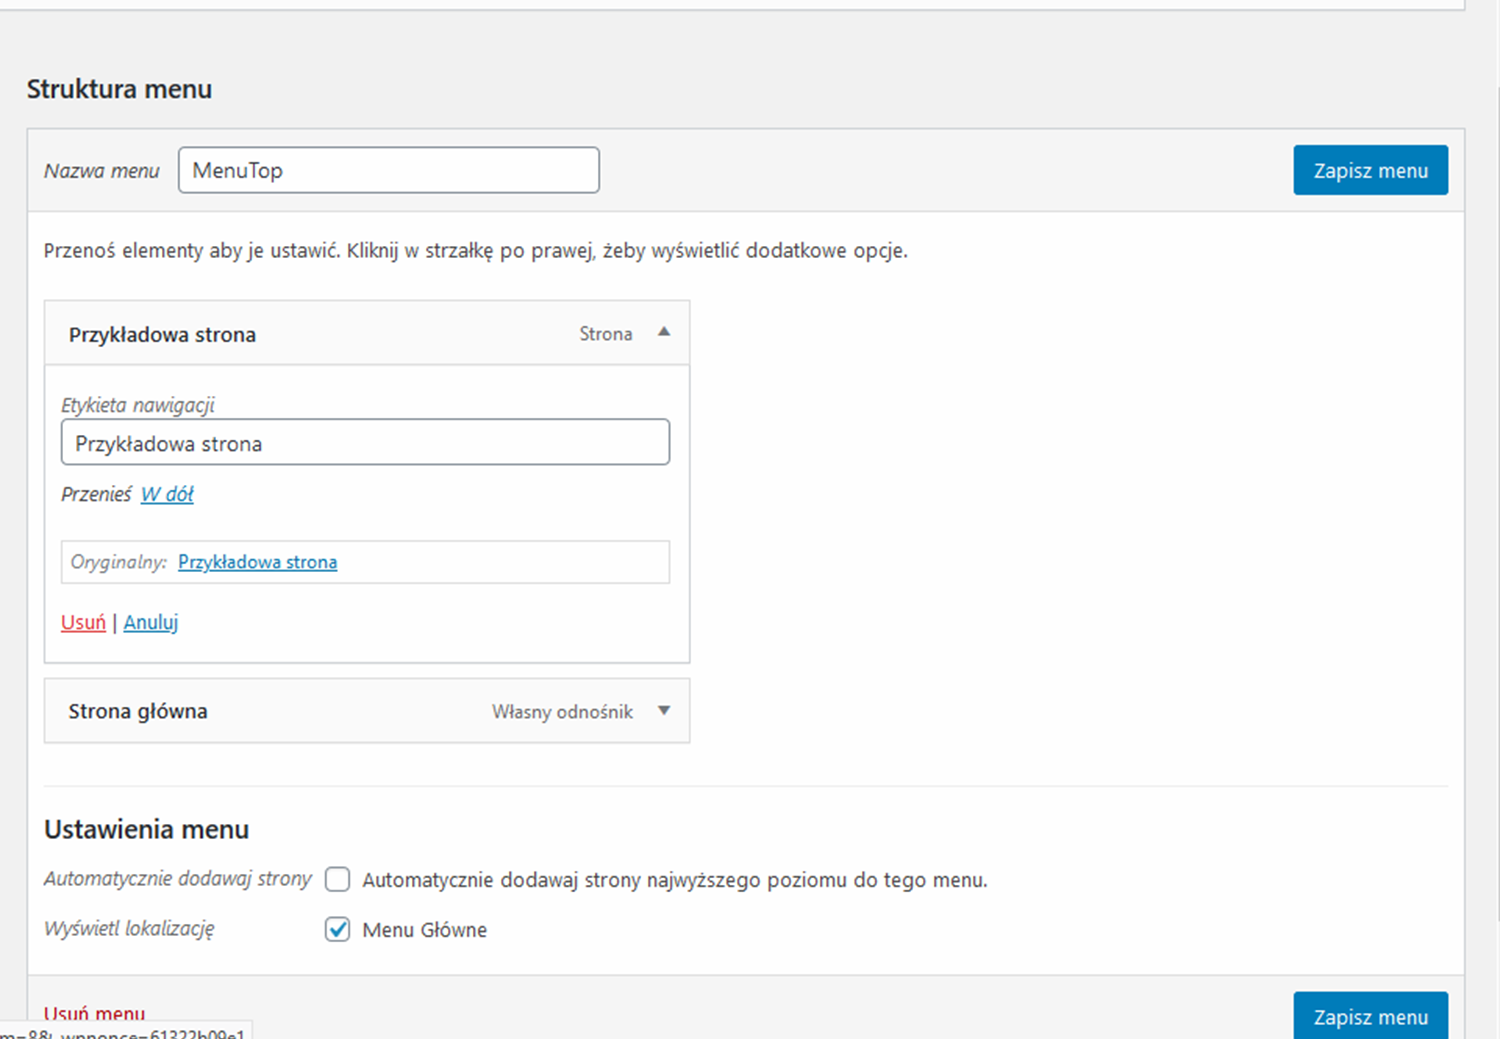 Struktura menu
Nazwa menu MenuTop Zapisz menu
Przenoś elementy aby je ustawić. Kliknij w strzałkę po prawej, żeby wyświetlić dodatkowe opcje.
Przykładowa strona Strona
Etykieta nawigacji
Przykładowa strona
Przenieś W dół
Oryginalny: Przykładowa strona
Usuń | Anuluj
Strona główna Własny odnośnik
Ustawienia menu
Automatycznie dodawaj strony Automatycznie dodawaj strony najwyższego poziomu do tego menu.
Wyświetl lokalizację Menu Główne
Usuń menu Zapisz menu